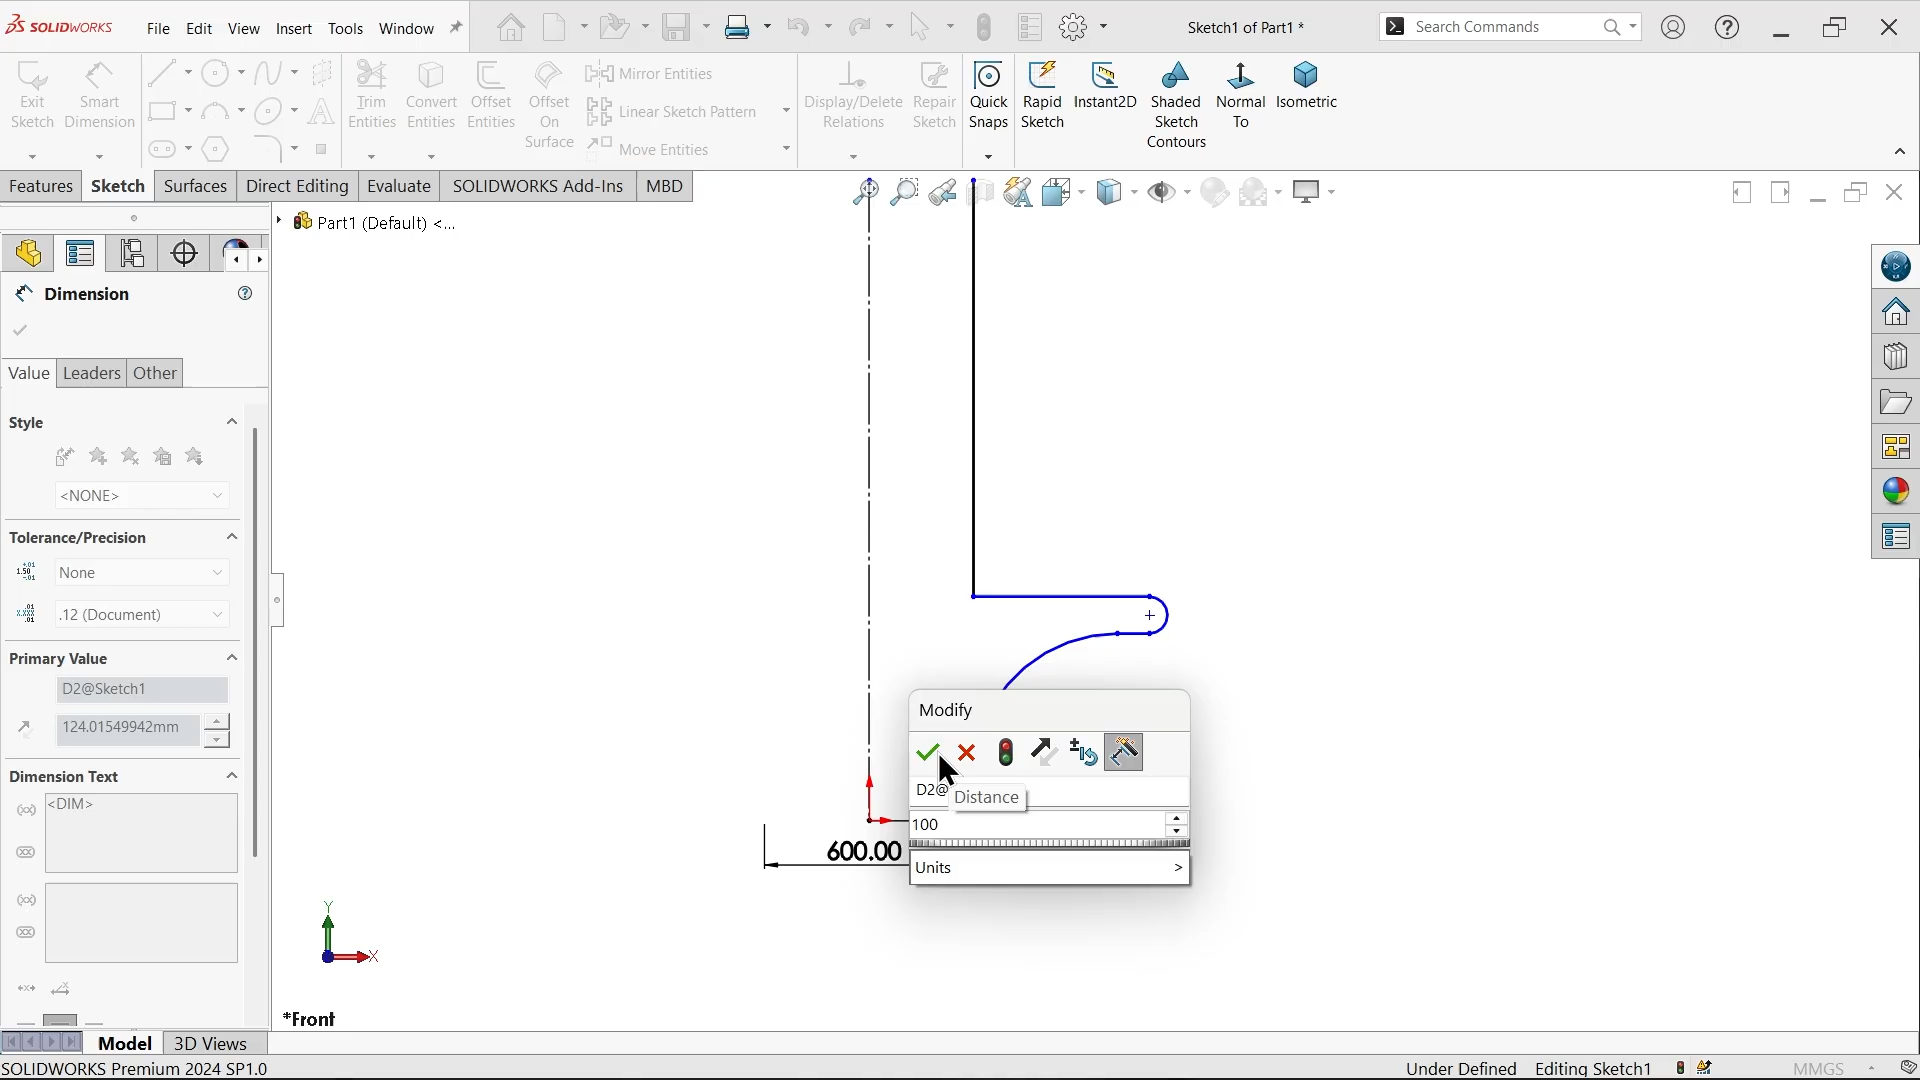 SOLIDWORKS File Edit View Insert Tools Window Sketch1 of Part1 * Search Commands
Exit Sketch
Smart Dimension
Trim Entities
Convert Entities
Offset Entities
Offset On Surface
Mirror Entities
Linear Sketch Pattern
Move Entities
Display/Delete Relations
Repair Sketch
Quick Snaps
Rapid Sketch
Instant2D
Shaded Sketch Contours
Normal To
Isometric
Features Sketch Surfaces Direct Editing Evaluate SOLIDWORKS Add-Ins MBD
Part1 (Default) <...
Dimension
Value Leaders Other
Style
<NONE>
Tolerance/Precision
None
.12 (Document)
Primary Value
D2@Sketch1
124.01549942mm
Dimension Text
<DIM>
Modify
D2@
Distance
100
Units >
600.00
Y
X
*Front
Model 3D Views
SOLIDWORKS Premium 2024 SP1.0 Under Defined Editing Sketch1 MMGS